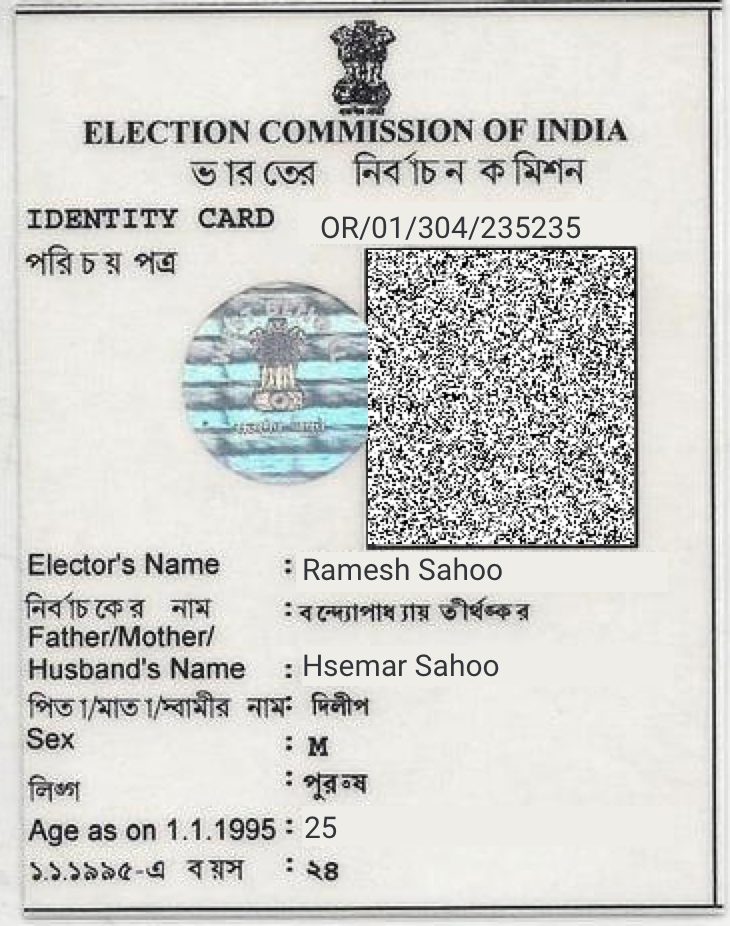 ELECTION COMMISSION OF INDIA
ভারতের নির্বাচন কমিশন
IDENTITY CARD OR/01/304/235235
পরিচয় পত্র
Elector's Name : Ramesh Sahoo
নির্বাচকের নাম : বন্দ্যোপাধ্যায় তীর্থঙ্কর
Father/Mother/
Husband's Name : Hsemar Sahoo
পিতা/মাতা/স্বামীর নাম: দিলীপ
Sex : M
লিঙ্গ : পুরুষ
Age as on 1.1.1995 : 25
১.১.১৯৯৫-এ বয়স : ২৪